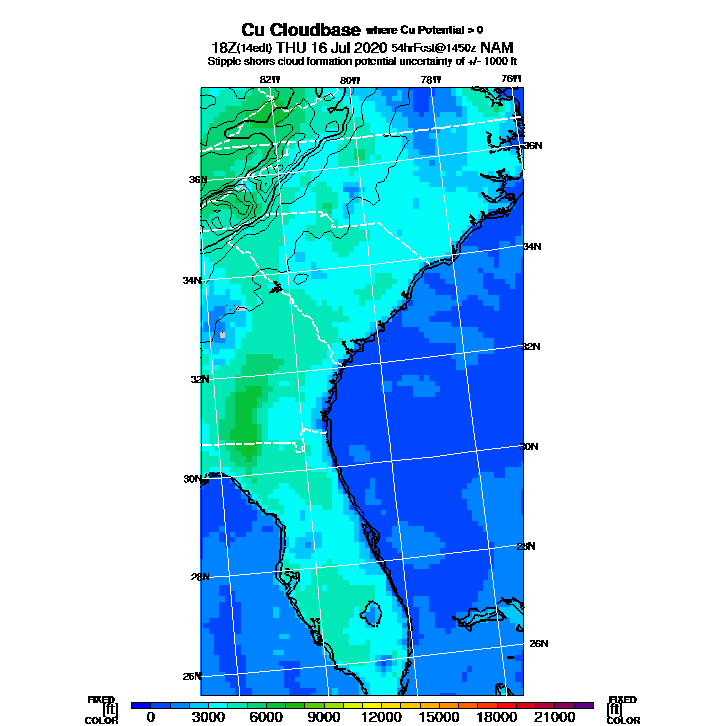 Cu Cloudbase where Cu Potential > 0
18Z(14edt) THU 16 Jul 2020 54hrFcst@1450z NAM
Stipple shows cloud formation potential uncertainty of +/- 1000 ft
82W 80W 78W 76W
36N
36N
34N
34N
32N
32N
30N
30N
28N
28N
26N
26N
FIXED FIXED
[ft] [ft]
COLOR COLOR
0 3000 6000 9000 12000 15000 18000 21000